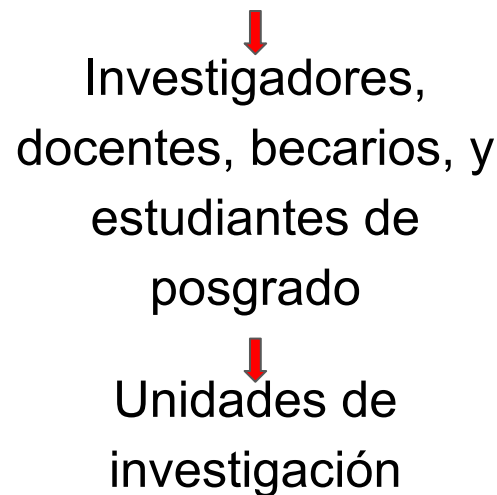 Investigadores,
docentes, becarios, y
estudiantes de
posgrado
Unidades de
investigación